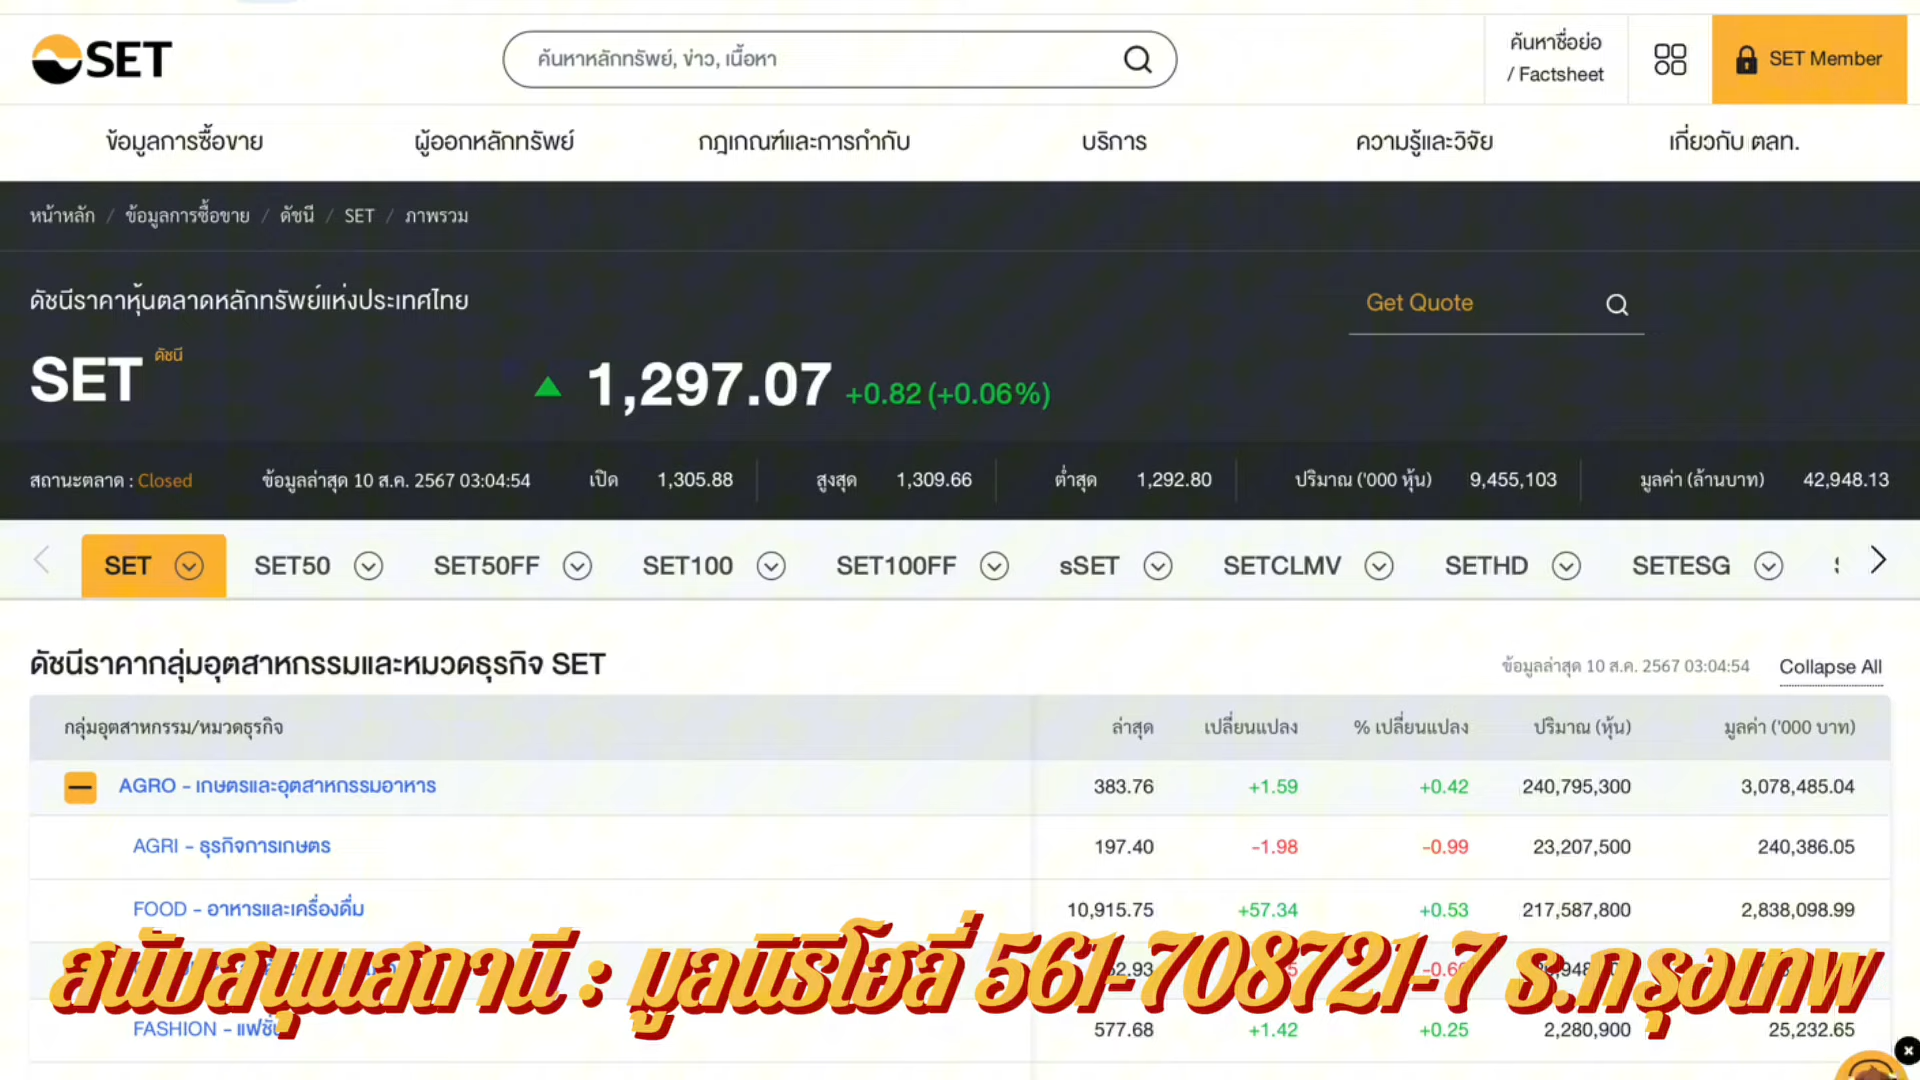 SET
ค้นหาหลักทรัพย์, ข่าว, เนื้อหา
ค้นหาชื่อย่อ
/ Factsheet
SET Member
ข้อมูลการซื้อขาย ผู้ออกหลักทรัพย์ กฎเกณฑ์และการกำกับ บริการ ความรู้และวิจัย เกี่ยวกับ ตลท.
หน้าหลัก / ข้อมูลการซื้อขาย / ดัชนี / SET / ภาพรวม
ดัชนีราคาหุ้นตลาดหลักทรัพย์แห่งประเทศไทย
Get Quote
SET ดัชนี
1,297.07 +0.82 (+0.06%)
สถานะตลาด : Closed ข้อมูลล่าสุด 10 ส.ค. 2567 03:04:54 เปิด 1,305.88 สูงสุด 1,309.66 ต่ำสุด 1,292.80 ปริมาณ ('000 หุ้น) 9,455,103 มูลค่า (ล้านบาท) 42,948.13
SET SET50 SET50FF SET100 SET100FF sSET SETCLMV SETHD SETESG
ดัชนีราคากลุ่มอุตสาหกรรมและหมวดธุรกิจ SET
ข้อมูลล่าสุด 10 ส.ค. 2567 03:04:54 Collapse All
กลุ่มอุตสาหกรรม/หมวดธุรกิจ ล่าสุด เปลี่ยนแปลง % เปลี่ยนแปลง ปริมาณ (หุ้น) มูลค่า ('000 บาท)
AGRO - เกษตรและอุตสาหกรรมอาหาร 383.76 +1.59 +0.42 240,795,300 3,078,485.04
AGRI - ธุรกิจการเกษตร 197.40 -1.98 -0.99 23,207,500 240,386.05
FOOD - อาหารและเครื่องดื่ม 10,915.75 +57.34 +0.53 217,587,800 2,838,098.99
สนับสนุนสถานี : มูลนิธิโฮลี่ 561-708721-7 ธ.กรุงเทพ
FASHION - แฟชั่น 577.68 +1.42 +0.25 2,280,900 25,232.65